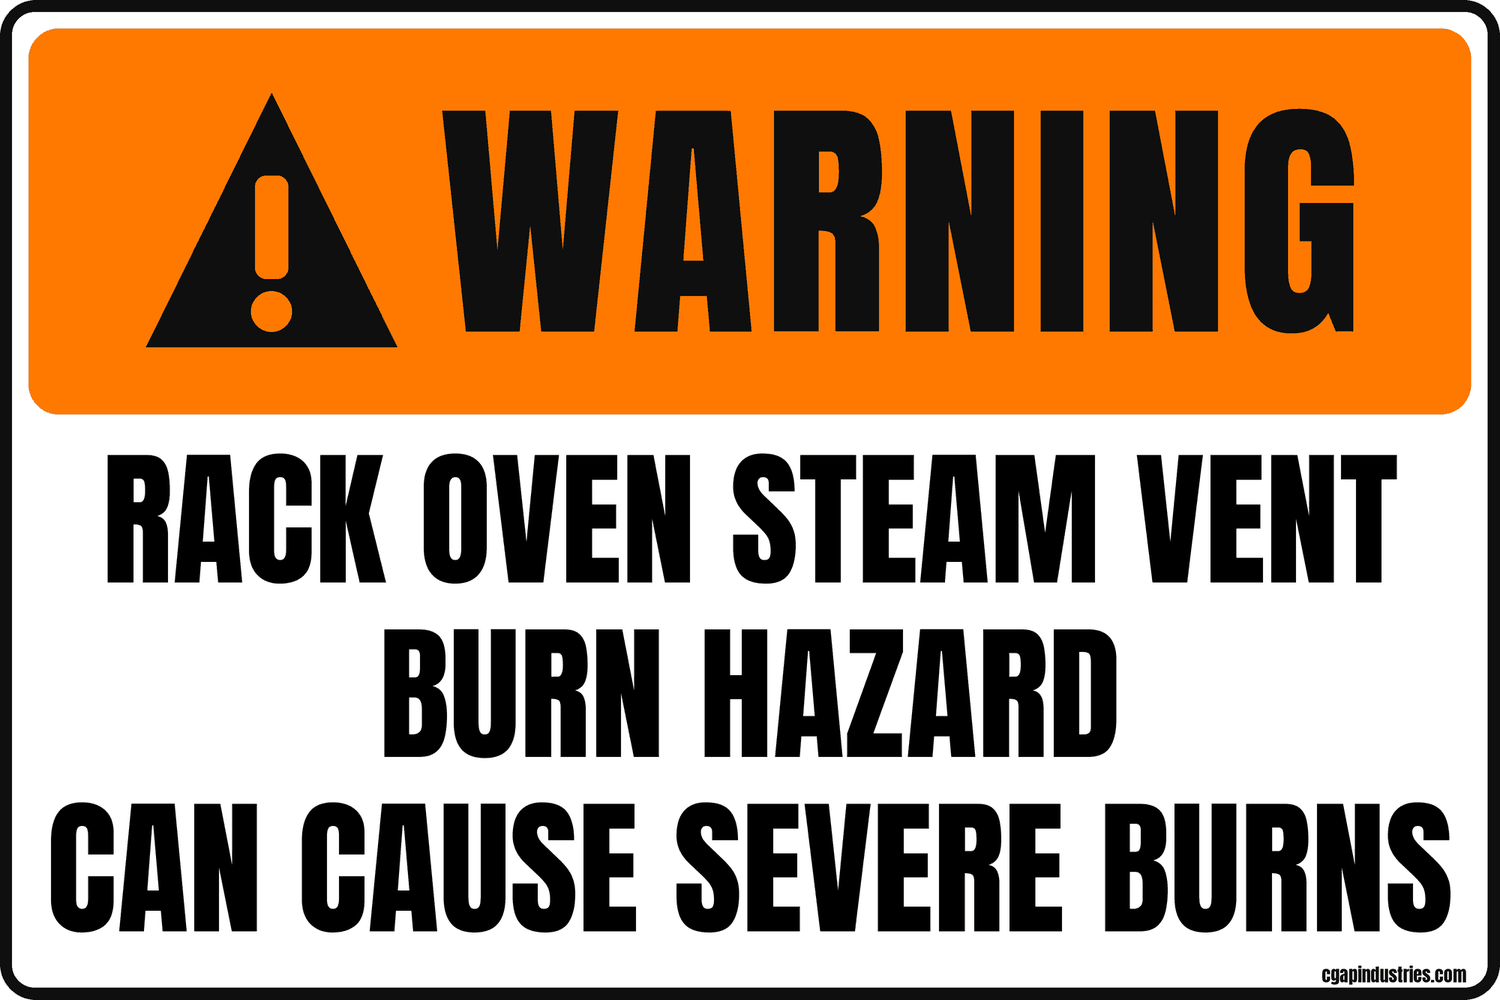 WARNING
RACK OVEN STEAM VENT
BURN HAZARD
CAN CAUSE SEVERE BURNS
cgapindustries.com